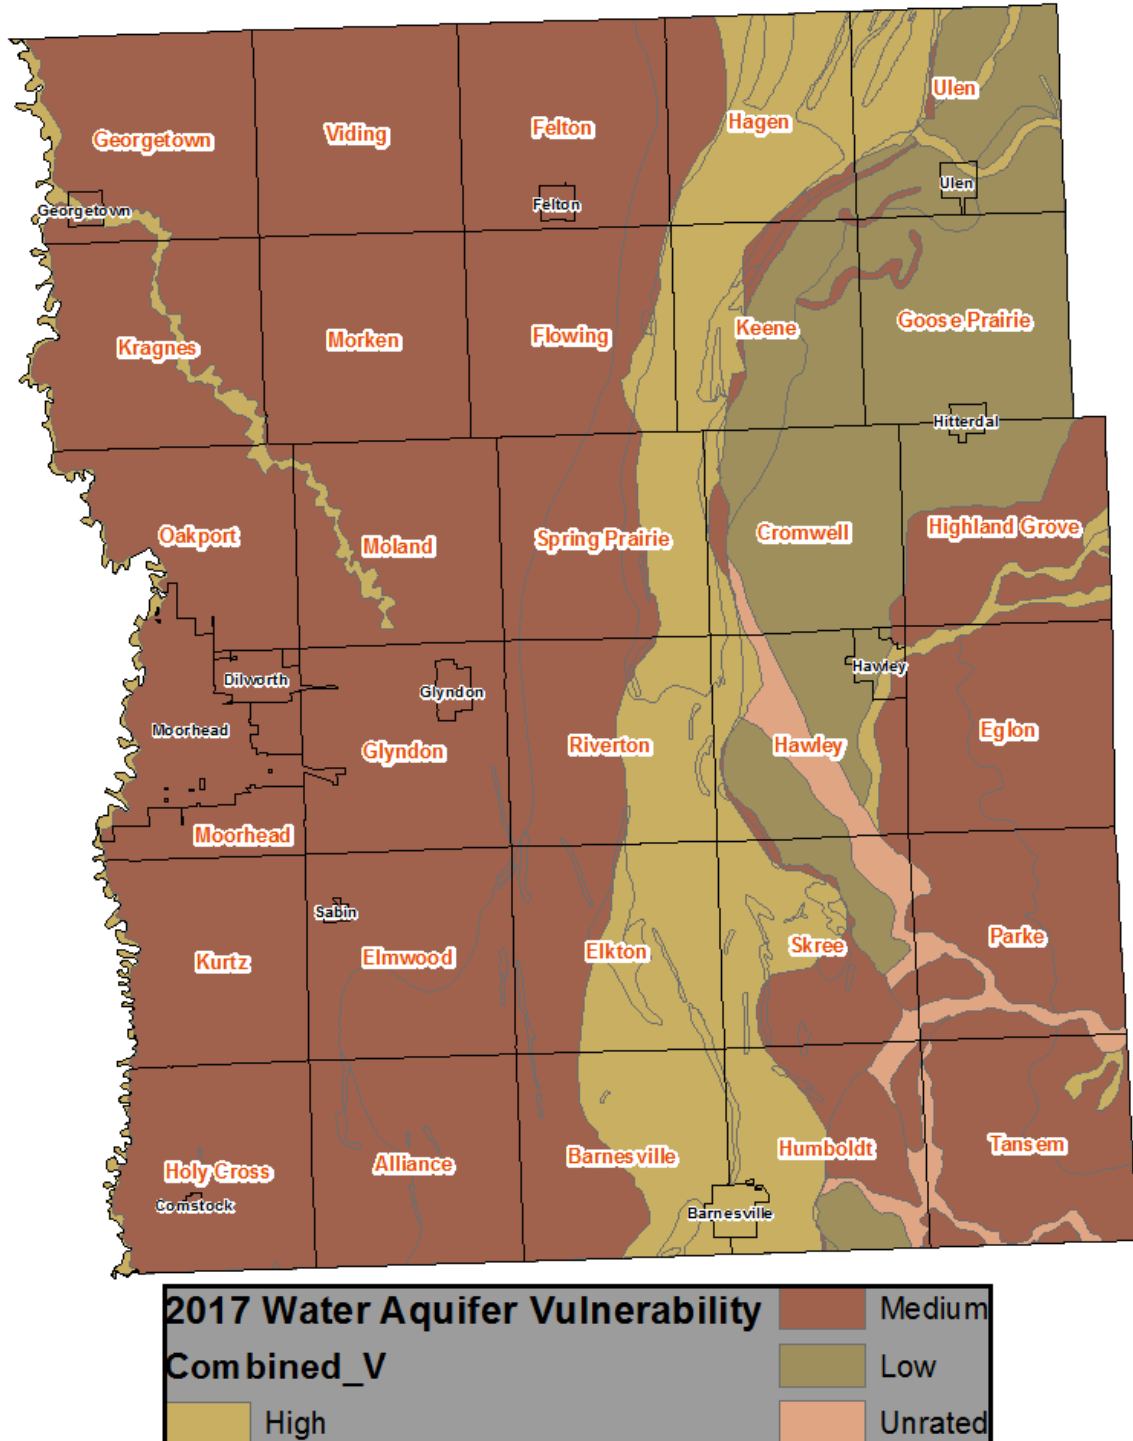 Ulen
Hagen
Felton
Viding
Georgetown
Ulen
Felton
Georgetown
Goose Prairie
Keene
Flowing
Morken
Kragnes
Hitterdal
Highland Grove
Cromwell
Spring Prairie
Moland
Oakport
Hawley
Dilworth
Glyndon
Moorhead
Eglon
Hawley
Riverton
Glyndon
Moorhead
Sabin
Parke
Skree
Elkton
Elmwood
Kurtz
Tansem
Humboldt
Barnesville
Alliance
Holy Cross
Comstock
Barnesville
2017 Water Aquifer Vulnerability
Combined_V
High
Medium
Low
Unrated